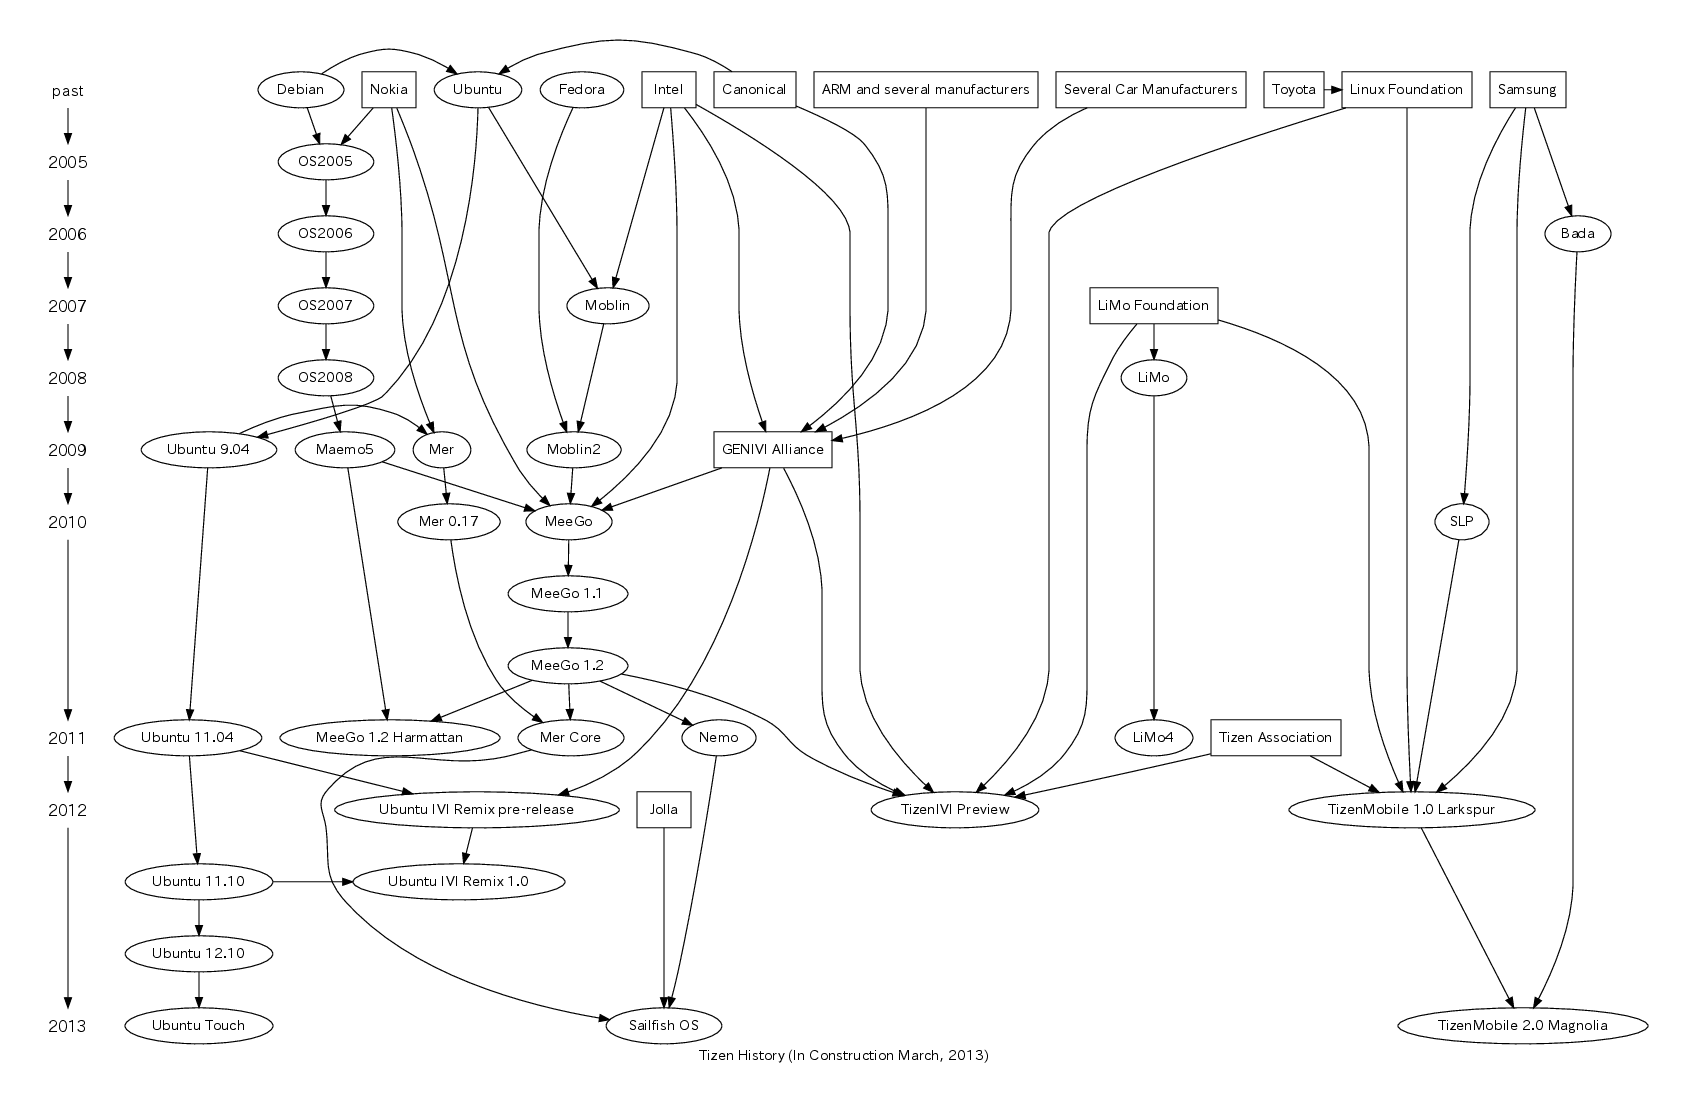 past
Debian
Nokia
Ubuntu
Fedora
Intel
Canonical
ARM and several manufacturers
Several Car Manufacturers
Toyota
Linux Foundation
Samsung
2005
OS2005
2006
OS2006
Bada
2007
OS2007
Moblin
LiMo Foundation
2008
OS2008
LiMo
2009
Ubuntu 9.04
Maemo5
Mer
Moblin2
GENIVI Alliance
2010
Mer 0.17
MeeGo
SLP
MeeGo 1.1
MeeGo 1.2
2011
Ubuntu 11.04
MeeGo 1.2 Harmattan
Mer Core
Nemo
LiMo4
Tizen Association
2012
Ubuntu IVI Remix pre-release
Jolla
TizenIVI Preview
TizenMobile 1.0 Larkspur
Ubuntu 11.10
Ubuntu IVI Remix 1.0
Ubuntu 12.10
2013
Ubuntu Touch
Sailfish OS
TizenMobile 2.0 Magnolia
Tizen History (In Construction March, 2013)